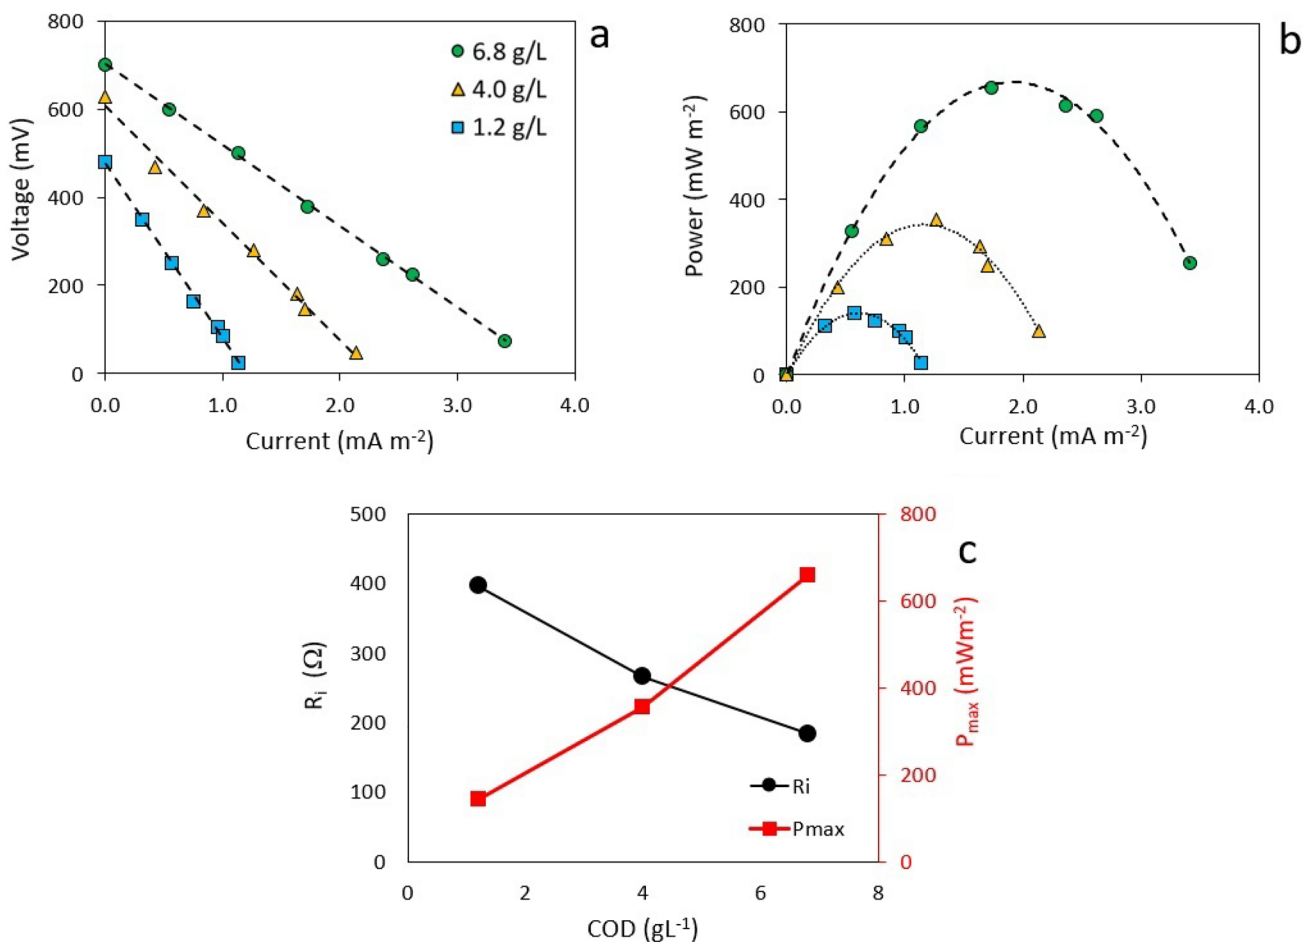 a
800
600
400
200
0
Voltage (mV)
6.8 g/L
4.0 g/L
1.2 g/L
0.0 1.0 2.0 3.0 4.0
Current (mA m⁻²)
b
800
600
400
200
0
Power (mW m⁻²)
0.0 1.0 2.0 3.0 4.0
Current (mA m⁻²)
c
500
400
300
200
100
0
Rᵢ (Ω)
800
600
400
200
0
Pₘₐₓ (mWm⁻²)
Ri
Pmax
0 2 4 6 8
COD (gL⁻¹)